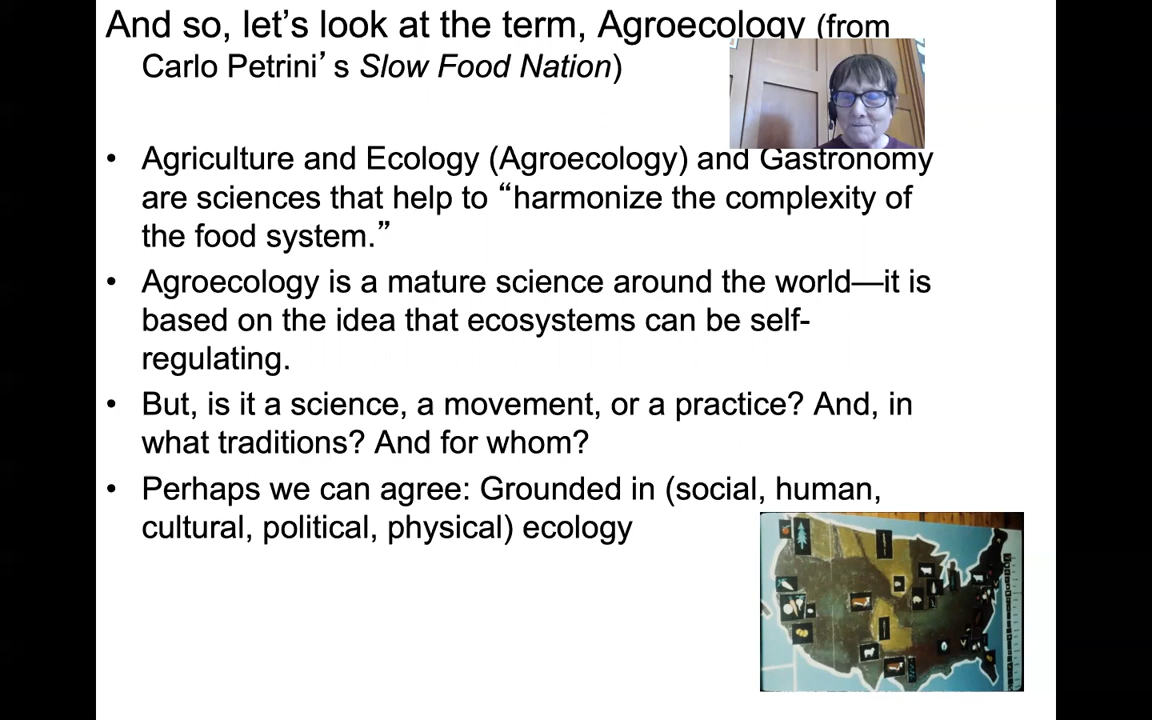 And so, let’s look at the term, Agroecology (from
Carlo Petrini’s Slow Food Nation)
• Agriculture and Ecology (Agroecology) and Gastronomy
are sciences that help to “harmonize the complexity of
the food system.”
• Agroecology is a mature science around the world—it is
based on the idea that ecosystems can be self-
regulating.
• But, is it a science, a movement, or a practice? And, in
what traditions? And for whom?
• Perhaps we can agree: Grounded in (social, human,
cultural, political, physical) ecology